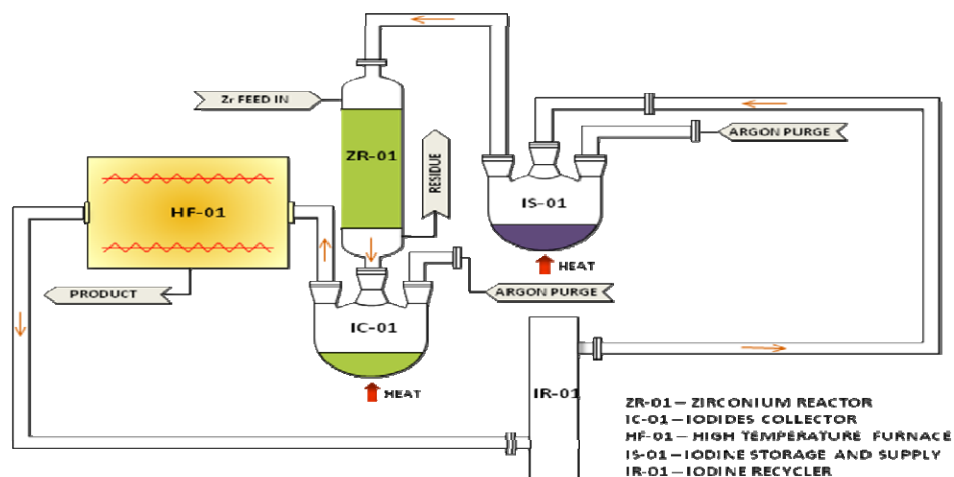 Zr FEED IN
ZR-01
RESIDUE
ARGON PURGE
IS-01
HEAT
HF-01
PRODUCT
ARGON PURGE
IC-01
HEAT
IR-01
ZR-01 – ZIRCONIUM REACTOR
IC-01 – IODIDES COLLECTOR
HF-01 – HIGH TEMPERATURE FURNACE
IS-01 – IODINE STORAGE AND SUPPLY
IR-01 – IODINE RECYCLER